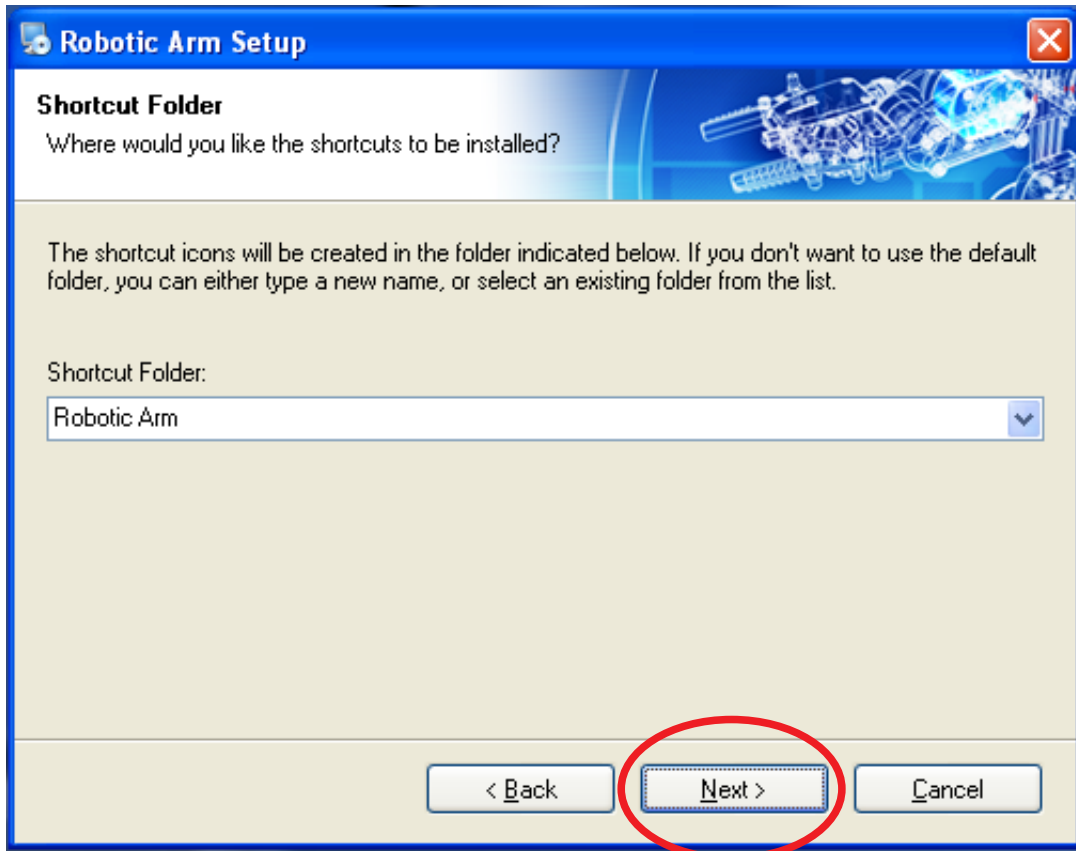 Robotic Arm Setup
Shortcut Folder
Where would you like the shortcuts to be installed?
The shortcut icons will be created in the folder indicated below. If you don't want to use the default
folder, you can either type a new name, or select an existing folder from the list.
Shortcut Folder:
Robotic Arm
< Back Next > Cancel